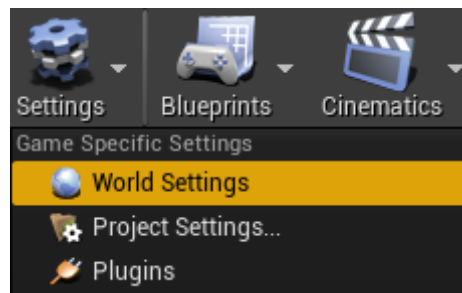 Settings Blueprints Cinematics
Game Specific Settings
World Settings
Project Settings...
Plugins